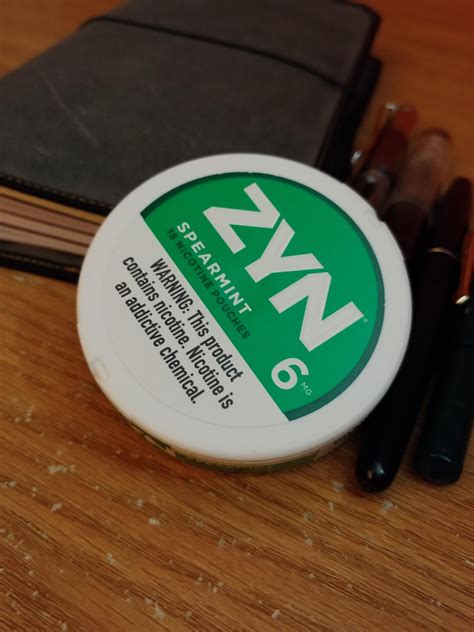 ZYN®
SPEARMINT
15 NICOTINE POUCHES
6 MG
WARNING: This product
contains nicotine. Nicotine is
an addictive chemical.